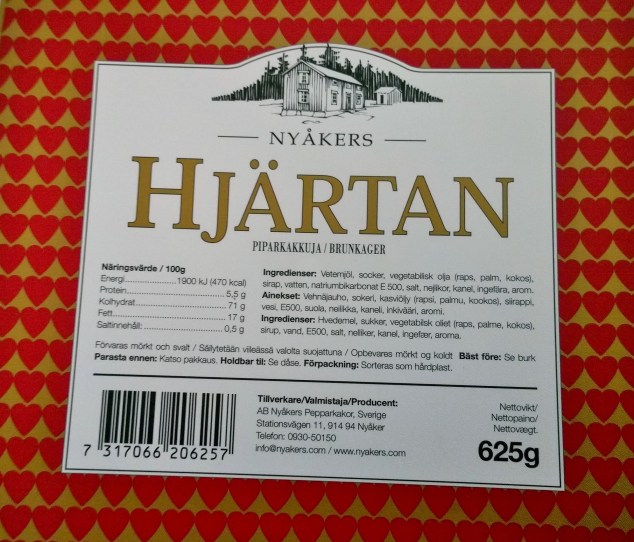 NYÅKERS
HJÄRTAN
PIPARKAKKUJA / BRUNKAGER
Näringsvärde / 100g
Energi 1900 kJ (470 kcal)
Protein 5,5 g
Kolhydrat 71 g
Fett 17 g
Saltinnehåll: 0,5 g
Ingredienser: Vetemjöl, socker, vegetabilisk olja (raps, palm, kokos),
sirap, vatten, natriumbikarbonat E 500, salt, nejlikor, kanel, ingefära, arom.
Ainekset: Vehnäjauho, sokeri, kasviöljy (rapsi, palmu, kookos), siirappi,
vesi, E500, suola, neilikka, kaneli, inkivääri, aromi.
Ingredienser: Hvedemel, sukker, vegetabilsk oliet (raps, palme, kokos),
sirup, vand, E500, salt, nelliker, kanel, ingefær, aroma.
Förvaras mörkt och svalt / Säilytetään viileässä valolta suojattuna / Opbevares mörkt og koldt Bäst före: Se burk
Parasta ennen: Katso pakkaus. Holdbar til: Se dåse. Förpackning: Sorteras som hårdplast.
7 317066 206257
Tillverkare/Valmistaja/Producent:
AB Nyåkers Pepparkakor, Sverige
Stationsvägen 11, 914 94 Nyåker
Telefon: 0930-50150
info@nyakers.com / www.nyakers.com
Nettovikt/
Nettopaino/
Nettovægt.
625g